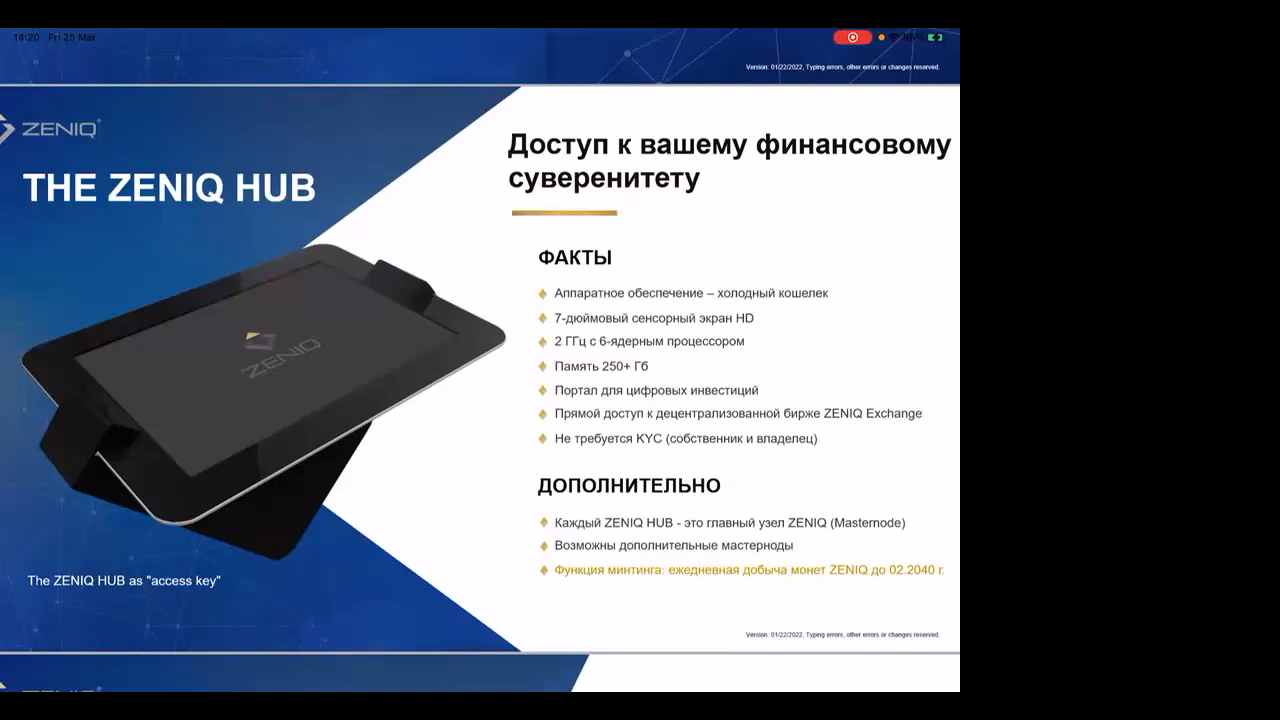 14:20 Fri 29 Mar
Version: 01/22/2022, Typing errors, other errors or changes reserved.
ZENIQ®
THE ZENIQ HUB
Доступ к вашему финансовому
суверенитету
ФАКТЫ
Аппаратное обеспечение – холодный кошелек
7-дюймовый сенсорный экран HD
2 ГГц с 6-ядерным процессором
Память 250+ Гб
Портал для цифровых инвестиций
Прямой доступ к децентрализованной бирже ZENIQ Exchange
Не требуется KYC (собственник и владелец)
ZENIQ
ДОПОЛНИТЕЛЬНО
Каждый ZENIQ HUB - это главный узел ZENIQ (Masternode)
Возможны дополнительные мастерноды
Функция минтинга: ежедневная добыча монет ZENIQ до 02.2040 г.
The ZENIQ HUB as "access key"
Version: 01/22/2022, Typing errors, other errors or changes reserved.
ZENIQ